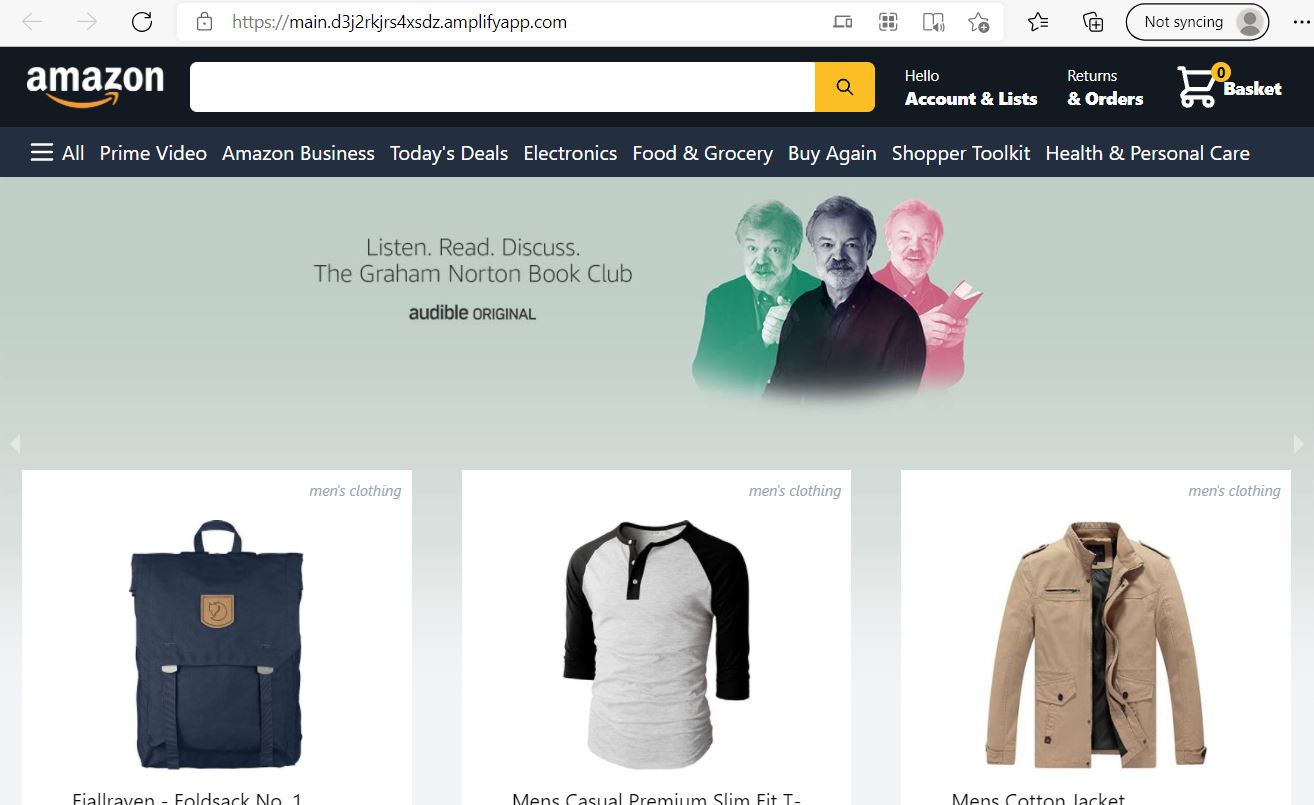 https://main.d3j2rkjrs4xsdz.amplifyapp.com
Not syncing
amazon
Hello
Account & Lists
Returns
& Orders
0
Basket
All Prime Video Amazon Business Today's Deals Electronics Food & Grocery Buy Again Shopper Toolkit Health & Personal Care
Listen. Read. Discuss.
The Graham Norton Book Club
audible ORIGINAL
men's clothing
men's clothing
men's clothing
Fjallraven - Foldsack No. 1
Mens Casual Premium Slim Fit T-
Mens Cotton Jacket